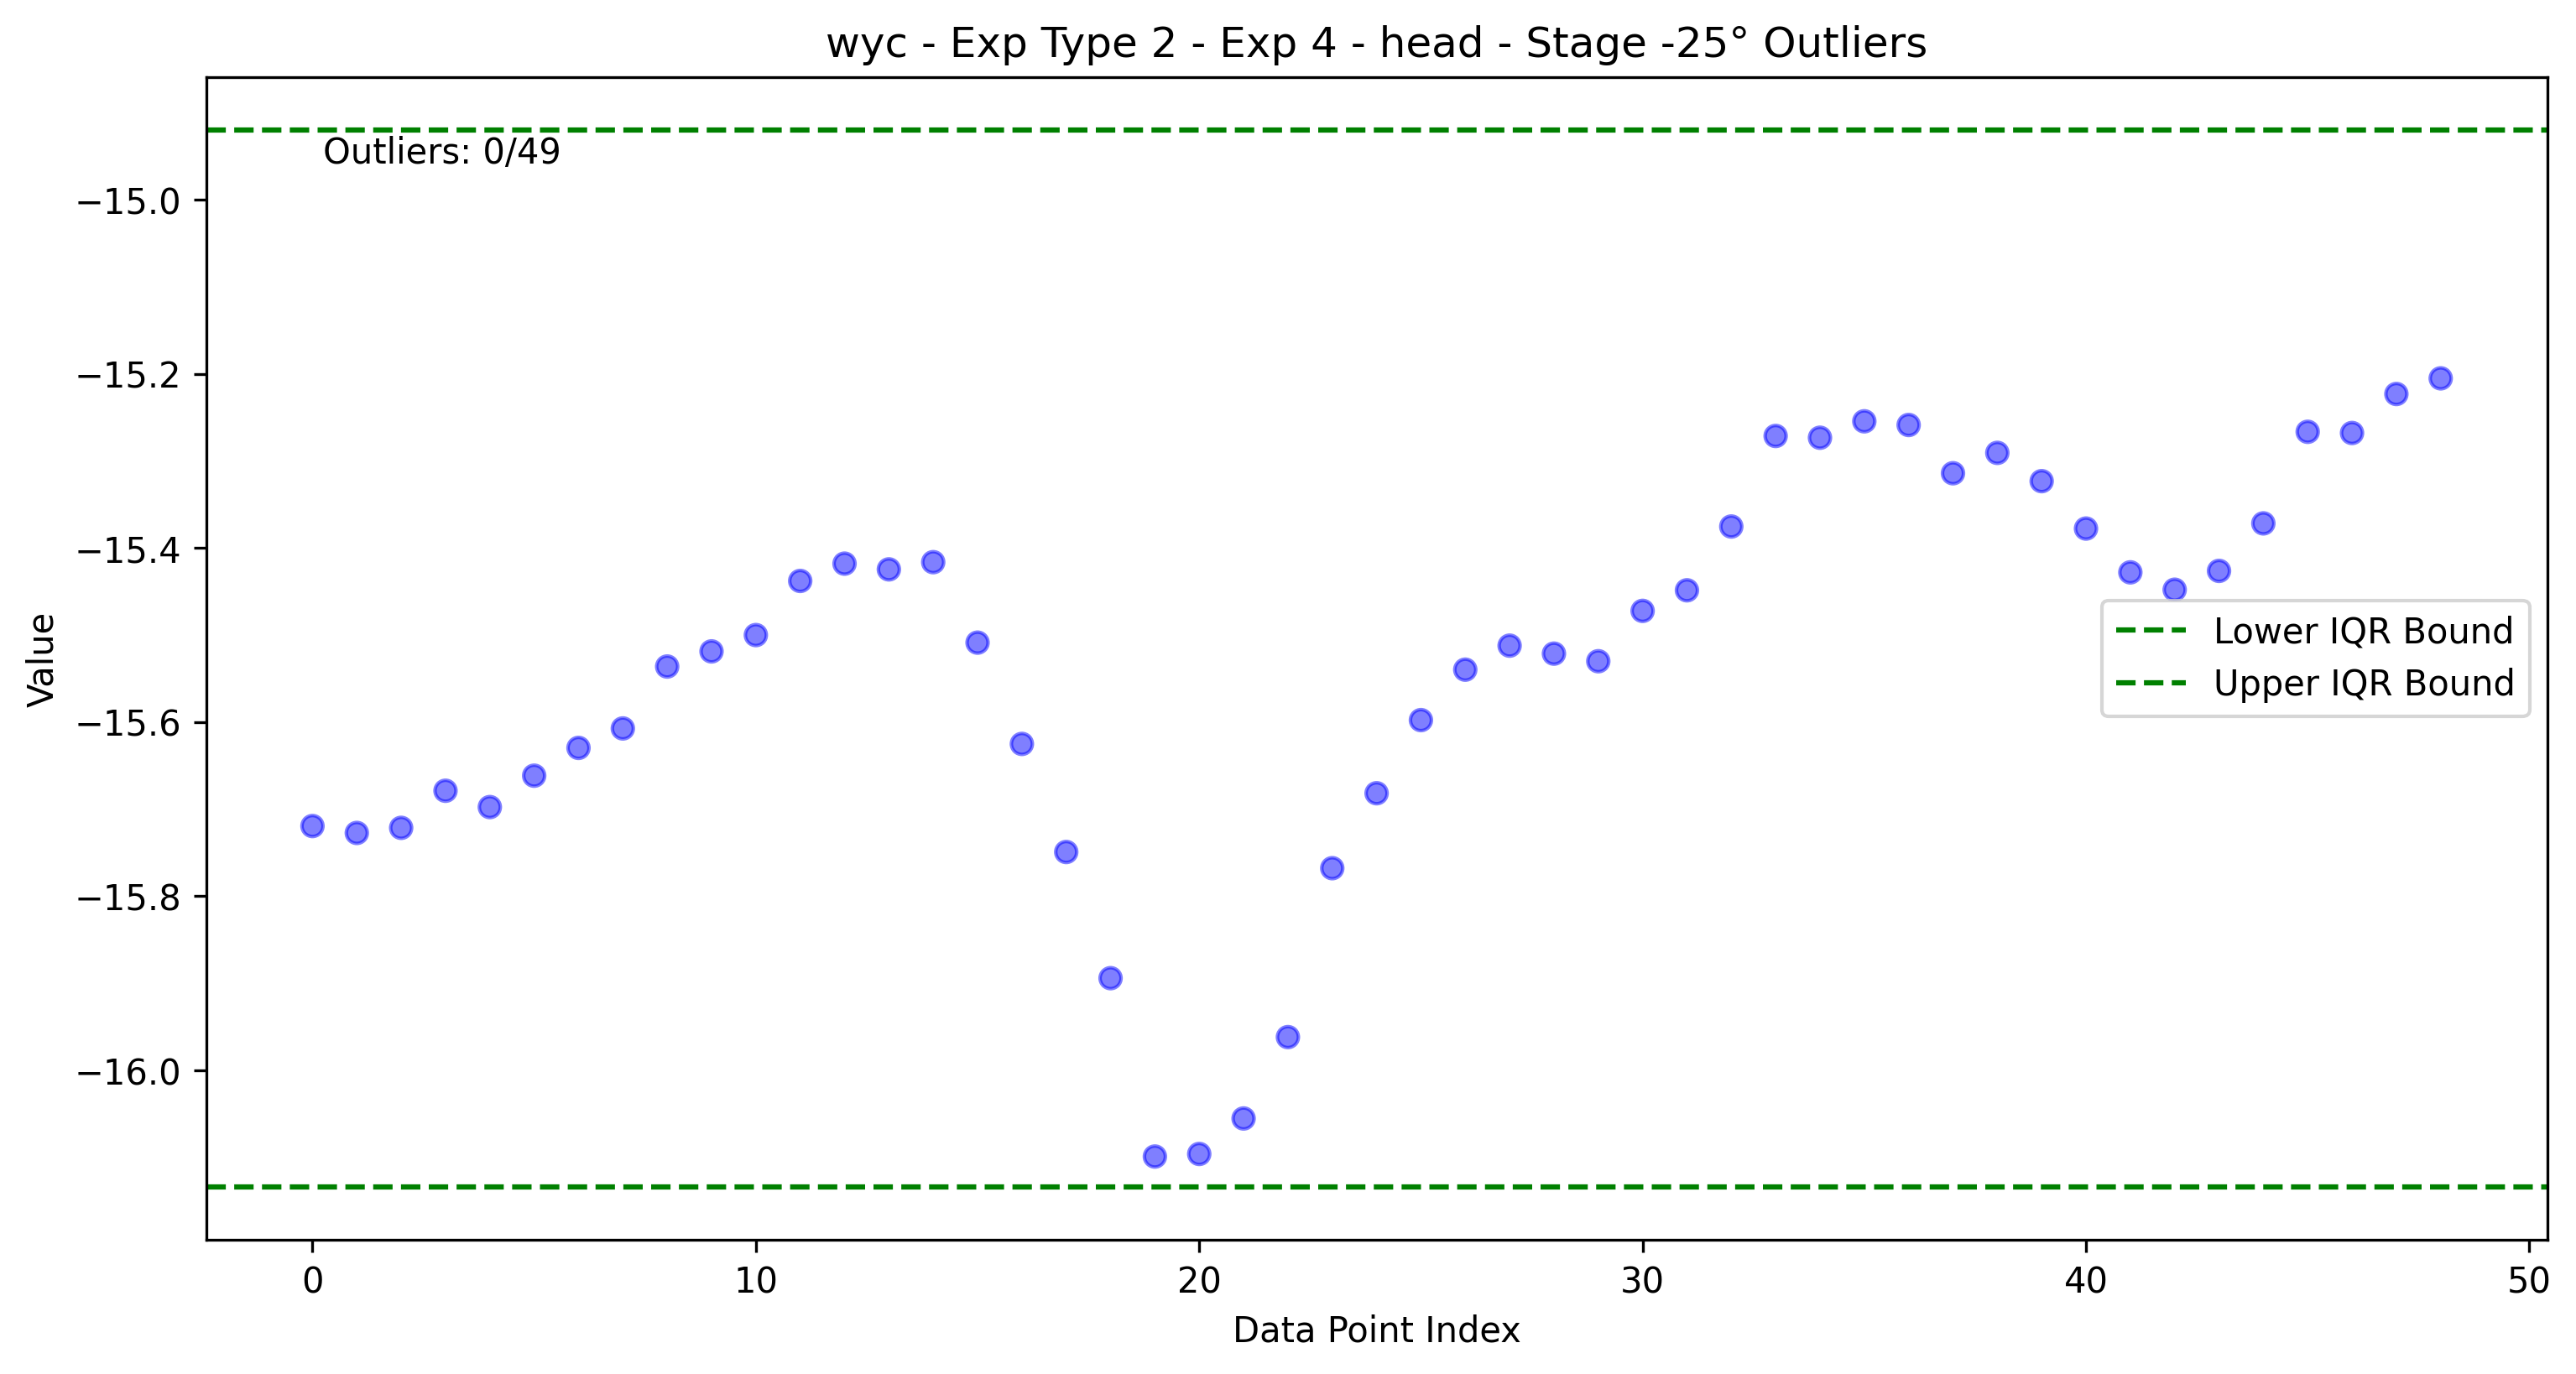 wyc - Exp Type 2 - Exp 4 - head - Stage -25° Outliers
Outliers: 0/49
−15.0
−15.2
−15.4
−15.6
−15.8
−16.0
Value
Lower IQR Bound
Upper IQR Bound
0 10 20 30 40 50
Data Point Index